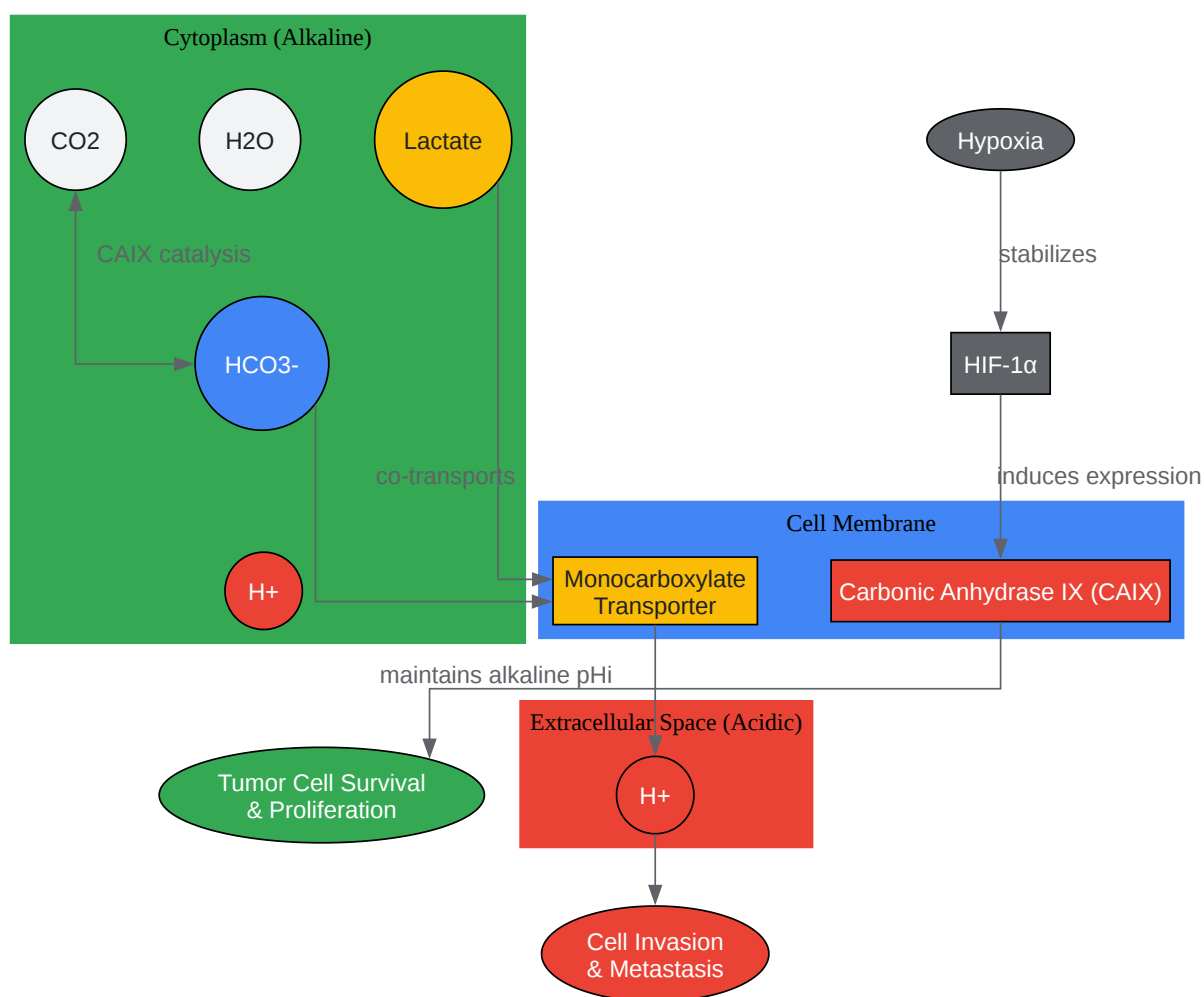 Cytoplasm (Alkaline)
CO2
H2O
Lactate
Hypoxia
CAIX catalysis
stabilizes
HCO3-
HIF-1α
co-transports
induces expression
Cell Membrane
H+
Monocarboxylate
Transporter
Carbonic Anhydrase IX (CAIX)
maintains alkaline pHi
Extracellular Space (Acidic)
Tumor Cell Survival
& Proliferation
H+
Cell Invasion
& Metastasis